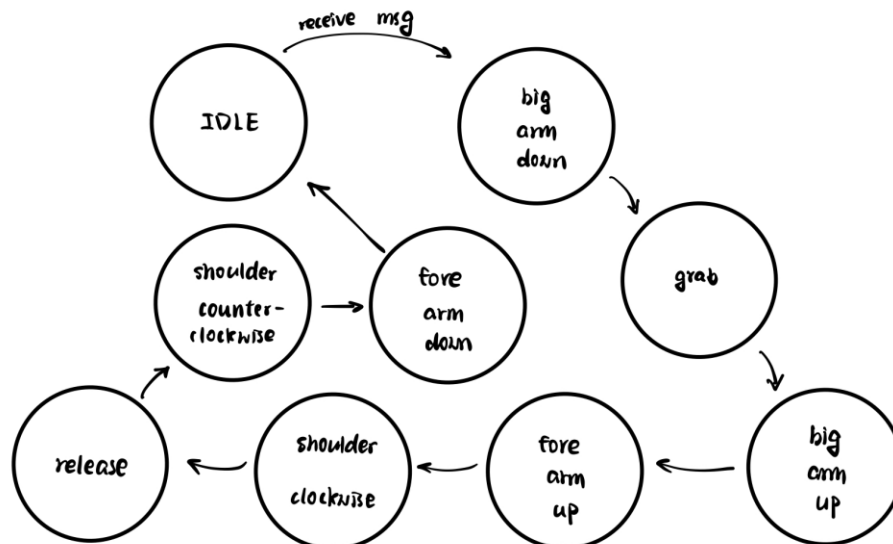 receive msg
IDLE
big
arm
down
grab
big
arm
up
fore
arm
up
shoulder
clockwise
release
shoulder
counter-
clockwise
fore
arm
down